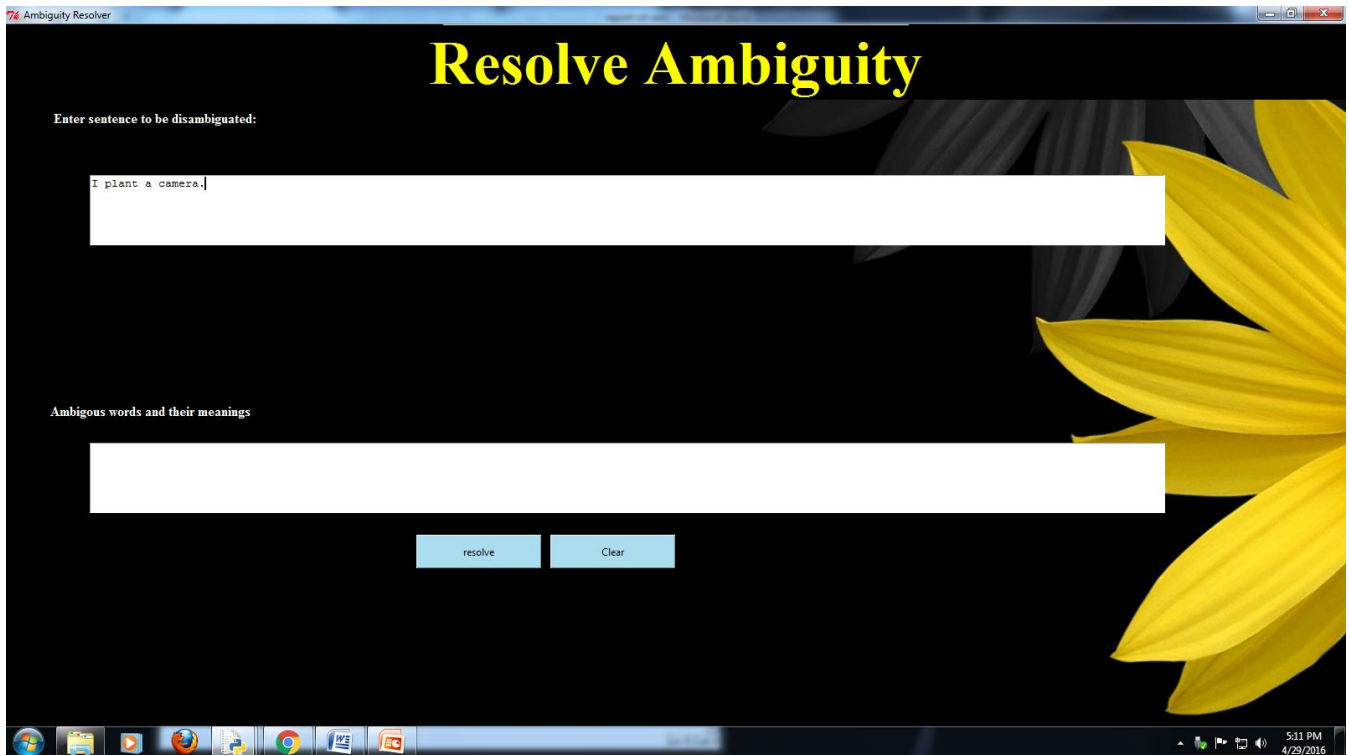 Ambiguity Resolver
Resolve Ambiguity
Enter sentence to be disambiguated:
I plant a camera.
Ambigous words and their meanings
resolve
Clear
5:11 PM
4/29/2016